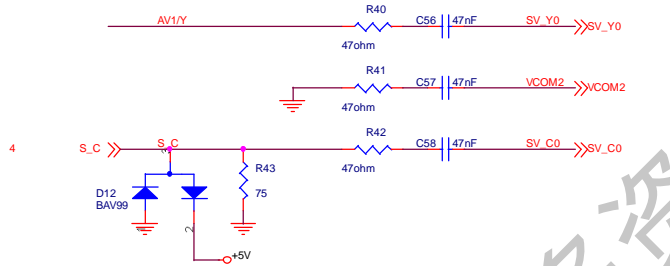 R40
AV1/Y
C56
47nF
SV_Y0
SV_Y0
47ohm
R41
C57
47nF
VCOM2
VCOM2
47ohm
R42
4
S_C
S_C
C58
47nF
SV_C0
SV_C0
3
47ohm
R43
75
D12
BAV99
2
+5V